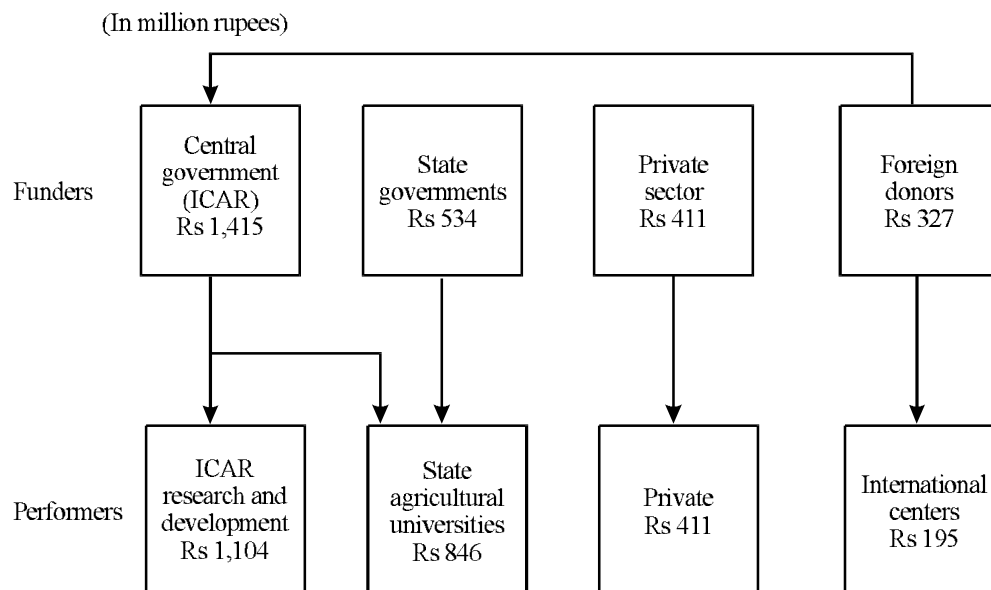 (In million rupees)
Funders
Central
government
(ICAR)
Rs 1,415
State
governments
Rs 534
Private
sector
Rs 411
Foreign
donors
Rs 327
Performers
ICAR
research and
development
Rs 1,104
State
agricultural
universities
Rs 846
Private
Rs 411
International
centers
Rs 195